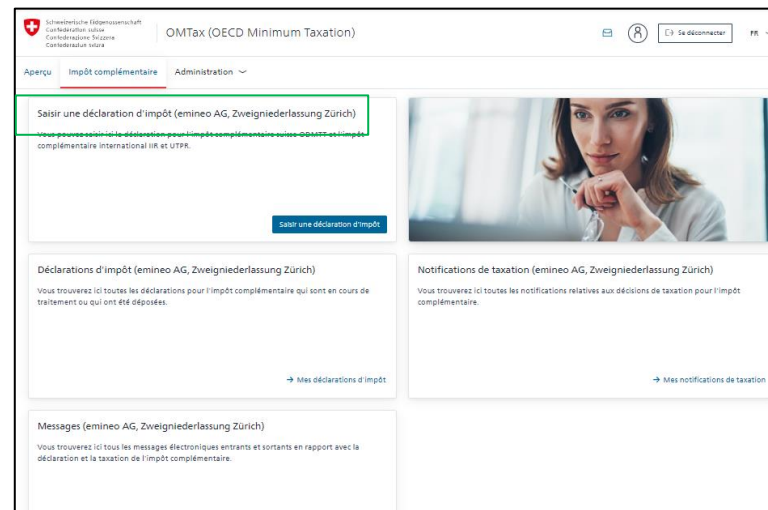 Schweizerische Eidgenossenschaft
Confédération suisse
Confederazione Svizzera
Confederaziun svizra
OMTax (OECD Minimum Taxation)
Se déconnecter
FR
Aperçu
Impôt complémentaire
Administration
Saisir une déclaration d'impôt (emineo AG, Zweigniederlassung Zürich)
Vous pouvez saisir ici la déclaration pour l'impôt complémentaire suisse QDMTT et l'impôt
complémentaire international IIR et UTPR.
Saisir une déclaration d'impôt
Déclarations d'impôt (emineo AG, Zweigniederlassung Zürich)
Vous trouverez ici toutes les déclarations pour l'impôt complémentaire qui sont en cours de
traitement ou qui ont été déposées.
→ Mes déclarations d'impôt
Notifications de taxation (emineo AG, Zweigniederlassung Zürich)
Vous trouverez ici toutes les notifications relatives aux décisions de taxation pour l'impôt
complémentaire.
→ Mes notifications de taxation
Messages (emineo AG, Zweigniederlassung Zürich)
Vous trouverez ici tous les messages électroniques entrants et sortants en rapport avec la
déclaration et la taxation de l'impôt complémentaire.